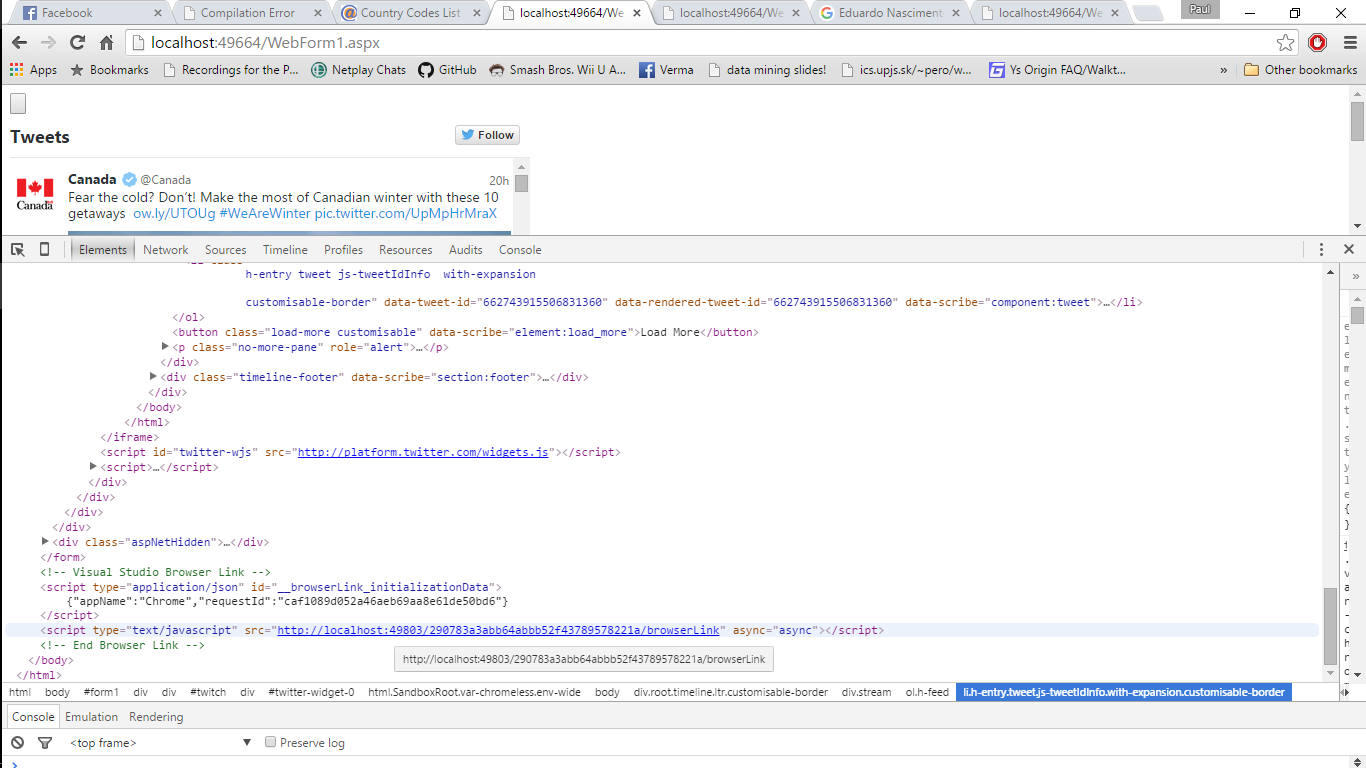 Facebook
Compilation Error
Country Codes List
localhost:49664/We
localhost:49664/We
Eduardo Nasciment
localhost:49664/We
Paul
localhost:49664/WebForm1.aspx
Apps
Bookmarks
Recordings for the P...
Netplay Chats
GitHub
Smash Bros. Wii U A...
Verma
data mining slides!
ics.upjs.sk/~pero/w...
Ys Origin FAQ/Walkt...
»
Other bookmarks
Tweets
Follow
Canada @Canada 20h
Fear the cold? Don't! Make the most of Canadian winter with these 10
getaways ow.ly/UTOUg #WeAreWinter pic.twitter.com/UpMpHrMraX
Canada
Elements Network Sources Timeline Profiles Resources Audits Console
h-entry tweet js-tweetIdInfo  with-expansion
customisable-border" data-tweet-id="662743915506831360" data-rendered-tweet-id="662743915506831360" data-scribe="component:tweet">…</li>
</ol>
<button class="load-more customisable" data-scribe="element:load_more">Load More</button>
<p class="no-more-pane" role="alert">…</p>
</div>
<div class="timeline-footer" data-scribe="section:footer">…</div>
</div>
</body>
</html>
</iframe>
<script id="twitter-wjs" src="http://platform.twitter.com/widgets.js"></script>
<script>…</script>
</div>
</div>
</div>
</div>
<div class="aspNetHidden">…</div>
</form>
<!-- Visual Studio Browser Link -->
<script type="application/json" id="__browserLink_initializationData">
{"appName":"Chrome","requestId":"caf1089d052a46aeb69aa8e61de50bd6"}
</script>
<script type="text/javascript" src="http://localhost:49803/290783a3abb64abbb52f43789578221a/browserLink" async="async"></script>
<!-- End Browser Link -->
</body>
</html>
http://localhost:49803/290783a3abb64abbb52f43789578221a/browserLink
»
e
l
e
m
e
n
t
.
s
t
y
l
e
{
}
html body #form1 div div #twitch div #twitter-widget-0 html.SandboxRoot.var-chromeless.env-wide body div.root.timeline.ltr.customisable-border div.stream ol.h-feed li.h-entry.tweet.js-tweetIdInfo.with-expansion.customisable-border
Console Emulation Rendering
<top frame>
Preserve log